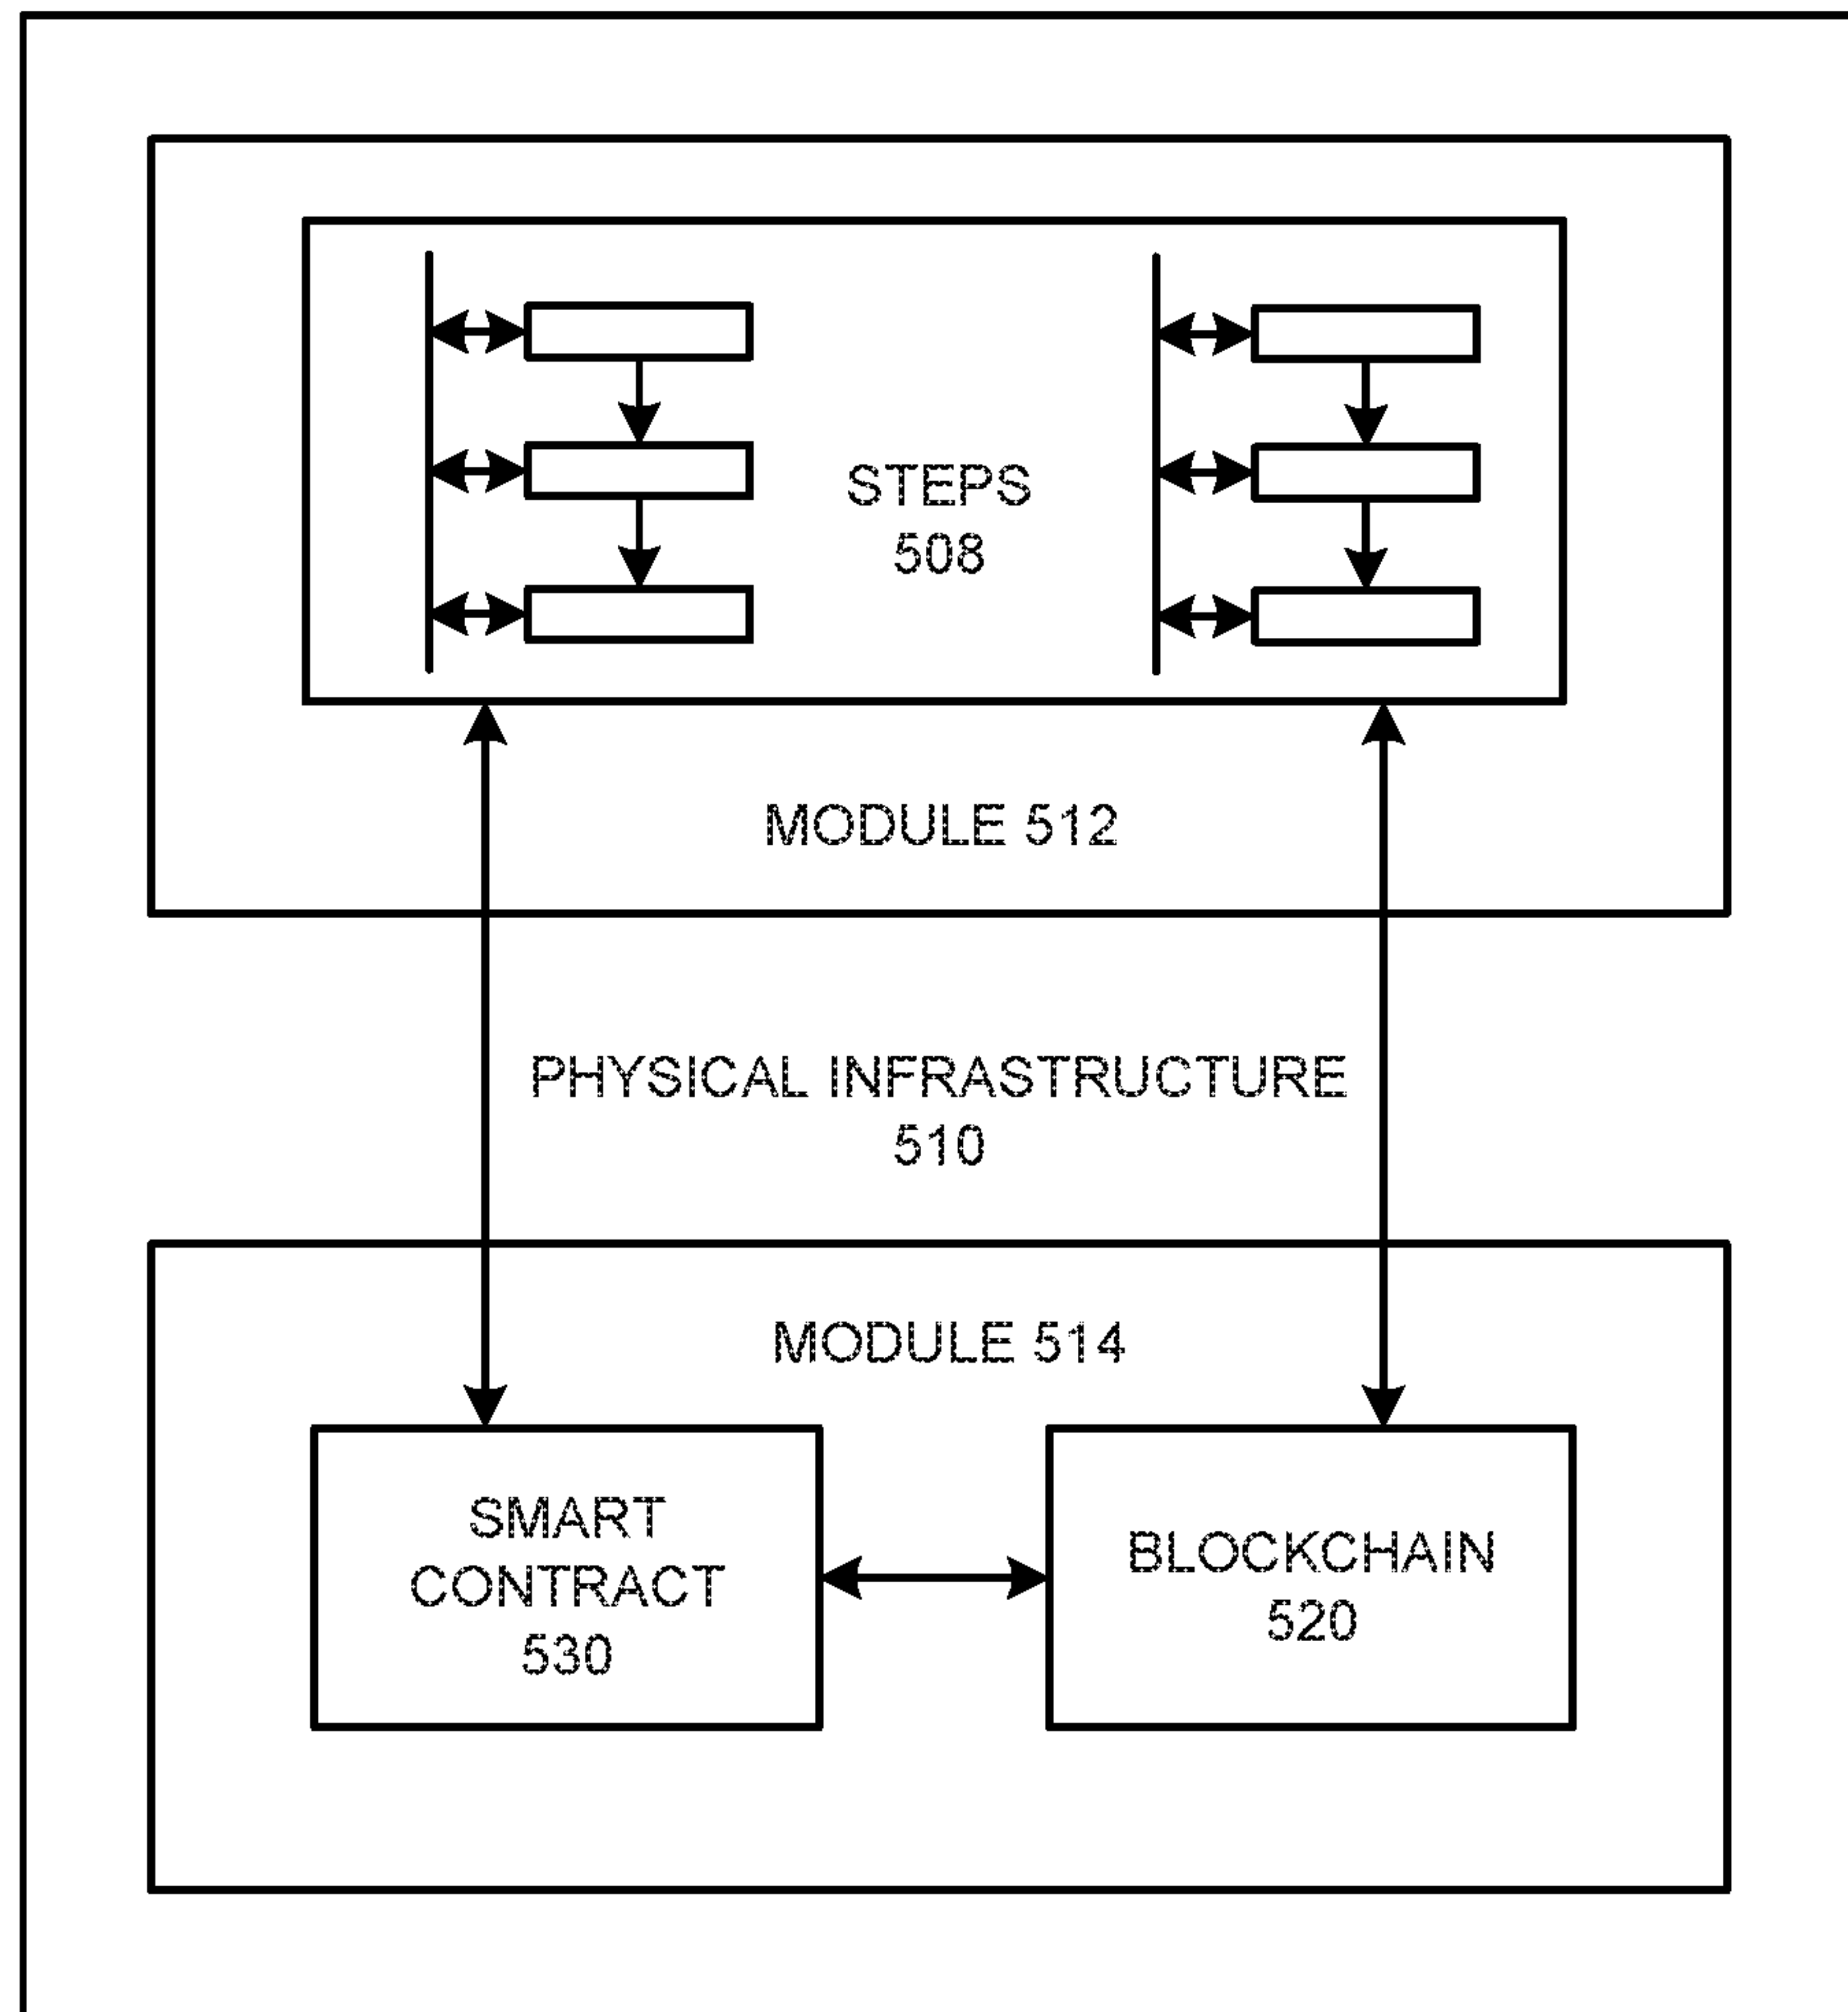 STEPS
508
MODULE 512
PHYSICAL INFRASTRUCTURE
510
MODULE 514
SMART
CONTRACT
530
BLOCKCHAIN
520